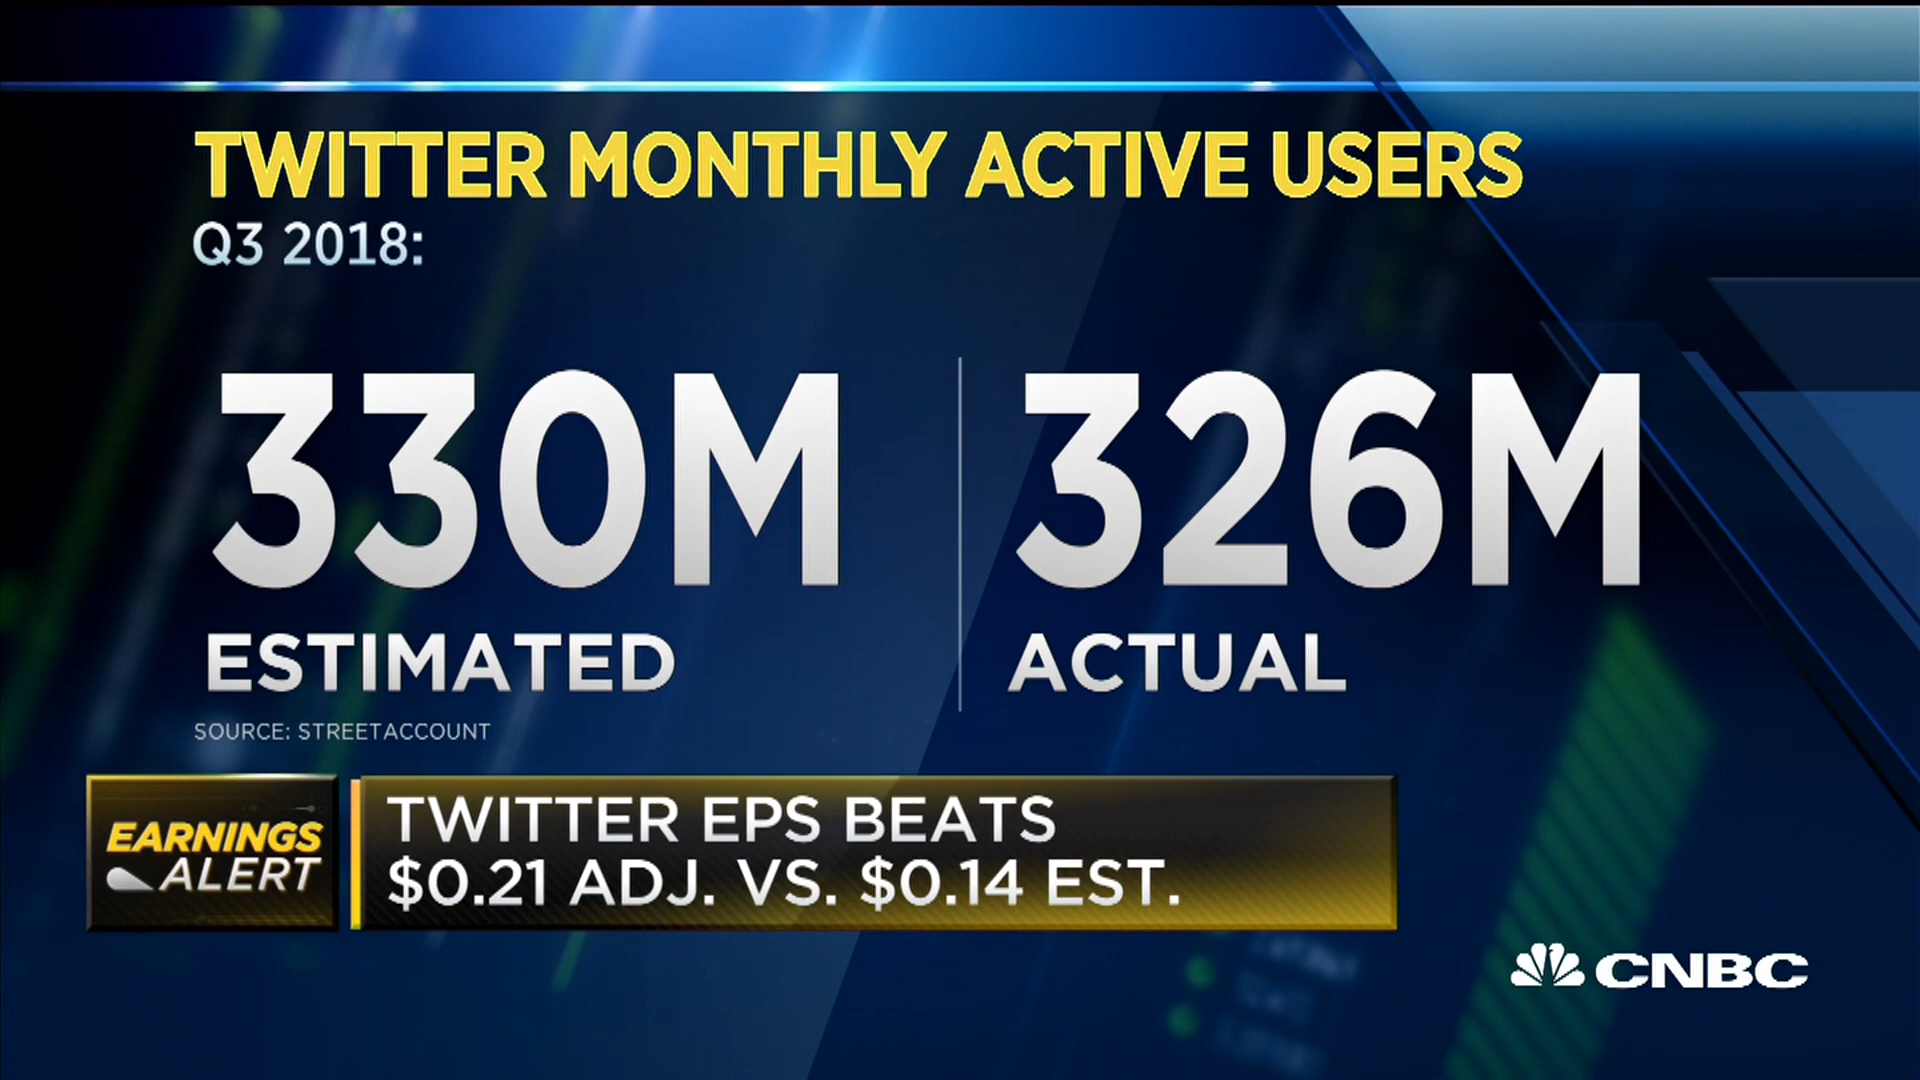 TWITTER MONTHLY ACTIVE USERS
Q3 2018:
330M
ESTIMATED
326M
ACTUAL
SOURCE: STREETACCOUNT
EARNINGS
ALERT
TWITTER EPS BEATS
$0.21 ADJ. VS. $0.14 EST.
CNBC